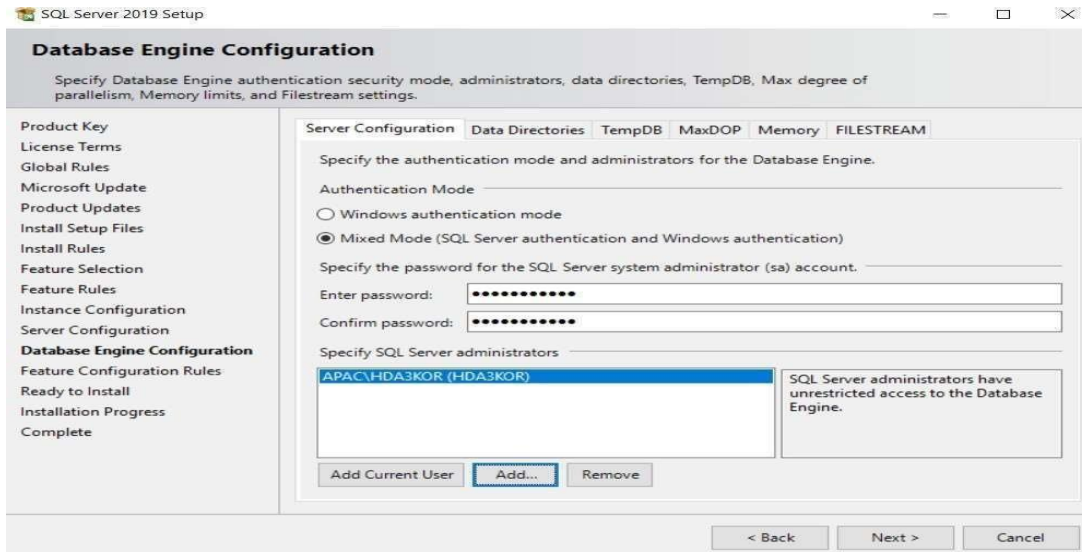 SQL Server 2019 Setup
Database Engine Configuration
Specify Database Engine authentication security mode, administrators, data directories, TempDB, Max degree of
parallelism, Memory limits, and Filestream settings.
Product Key
License Terms
Global Rules
Microsoft Update
Product Updates
Install Setup Files
Install Rules
Feature Selection
Feature Rules
Instance Configuration
Server Configuration
Database Engine Configuration
Feature Configuration Rules
Ready to Install
Installation Progress
Complete
Server Configuration Data Directories TempDB MaxDOP Memory FILESTREAM
Specify the authentication mode and administrators for the Database Engine.
Authentication Mode
Windows authentication mode
Mixed Mode (SQL Server authentication and Windows authentication)
Specify the password for the SQL Server system administrator (sa) account.
Enter password: ●●●●●●●●●●●
Confirm password: ●●●●●●●●●●●
Specify SQL Server administrators
APAC\HDA3KOR (HDA3KOR)
SQL Server administrators have
unrestricted access to the Database
Engine.
Add Current User Add... Remove
< Back Next > Cancel